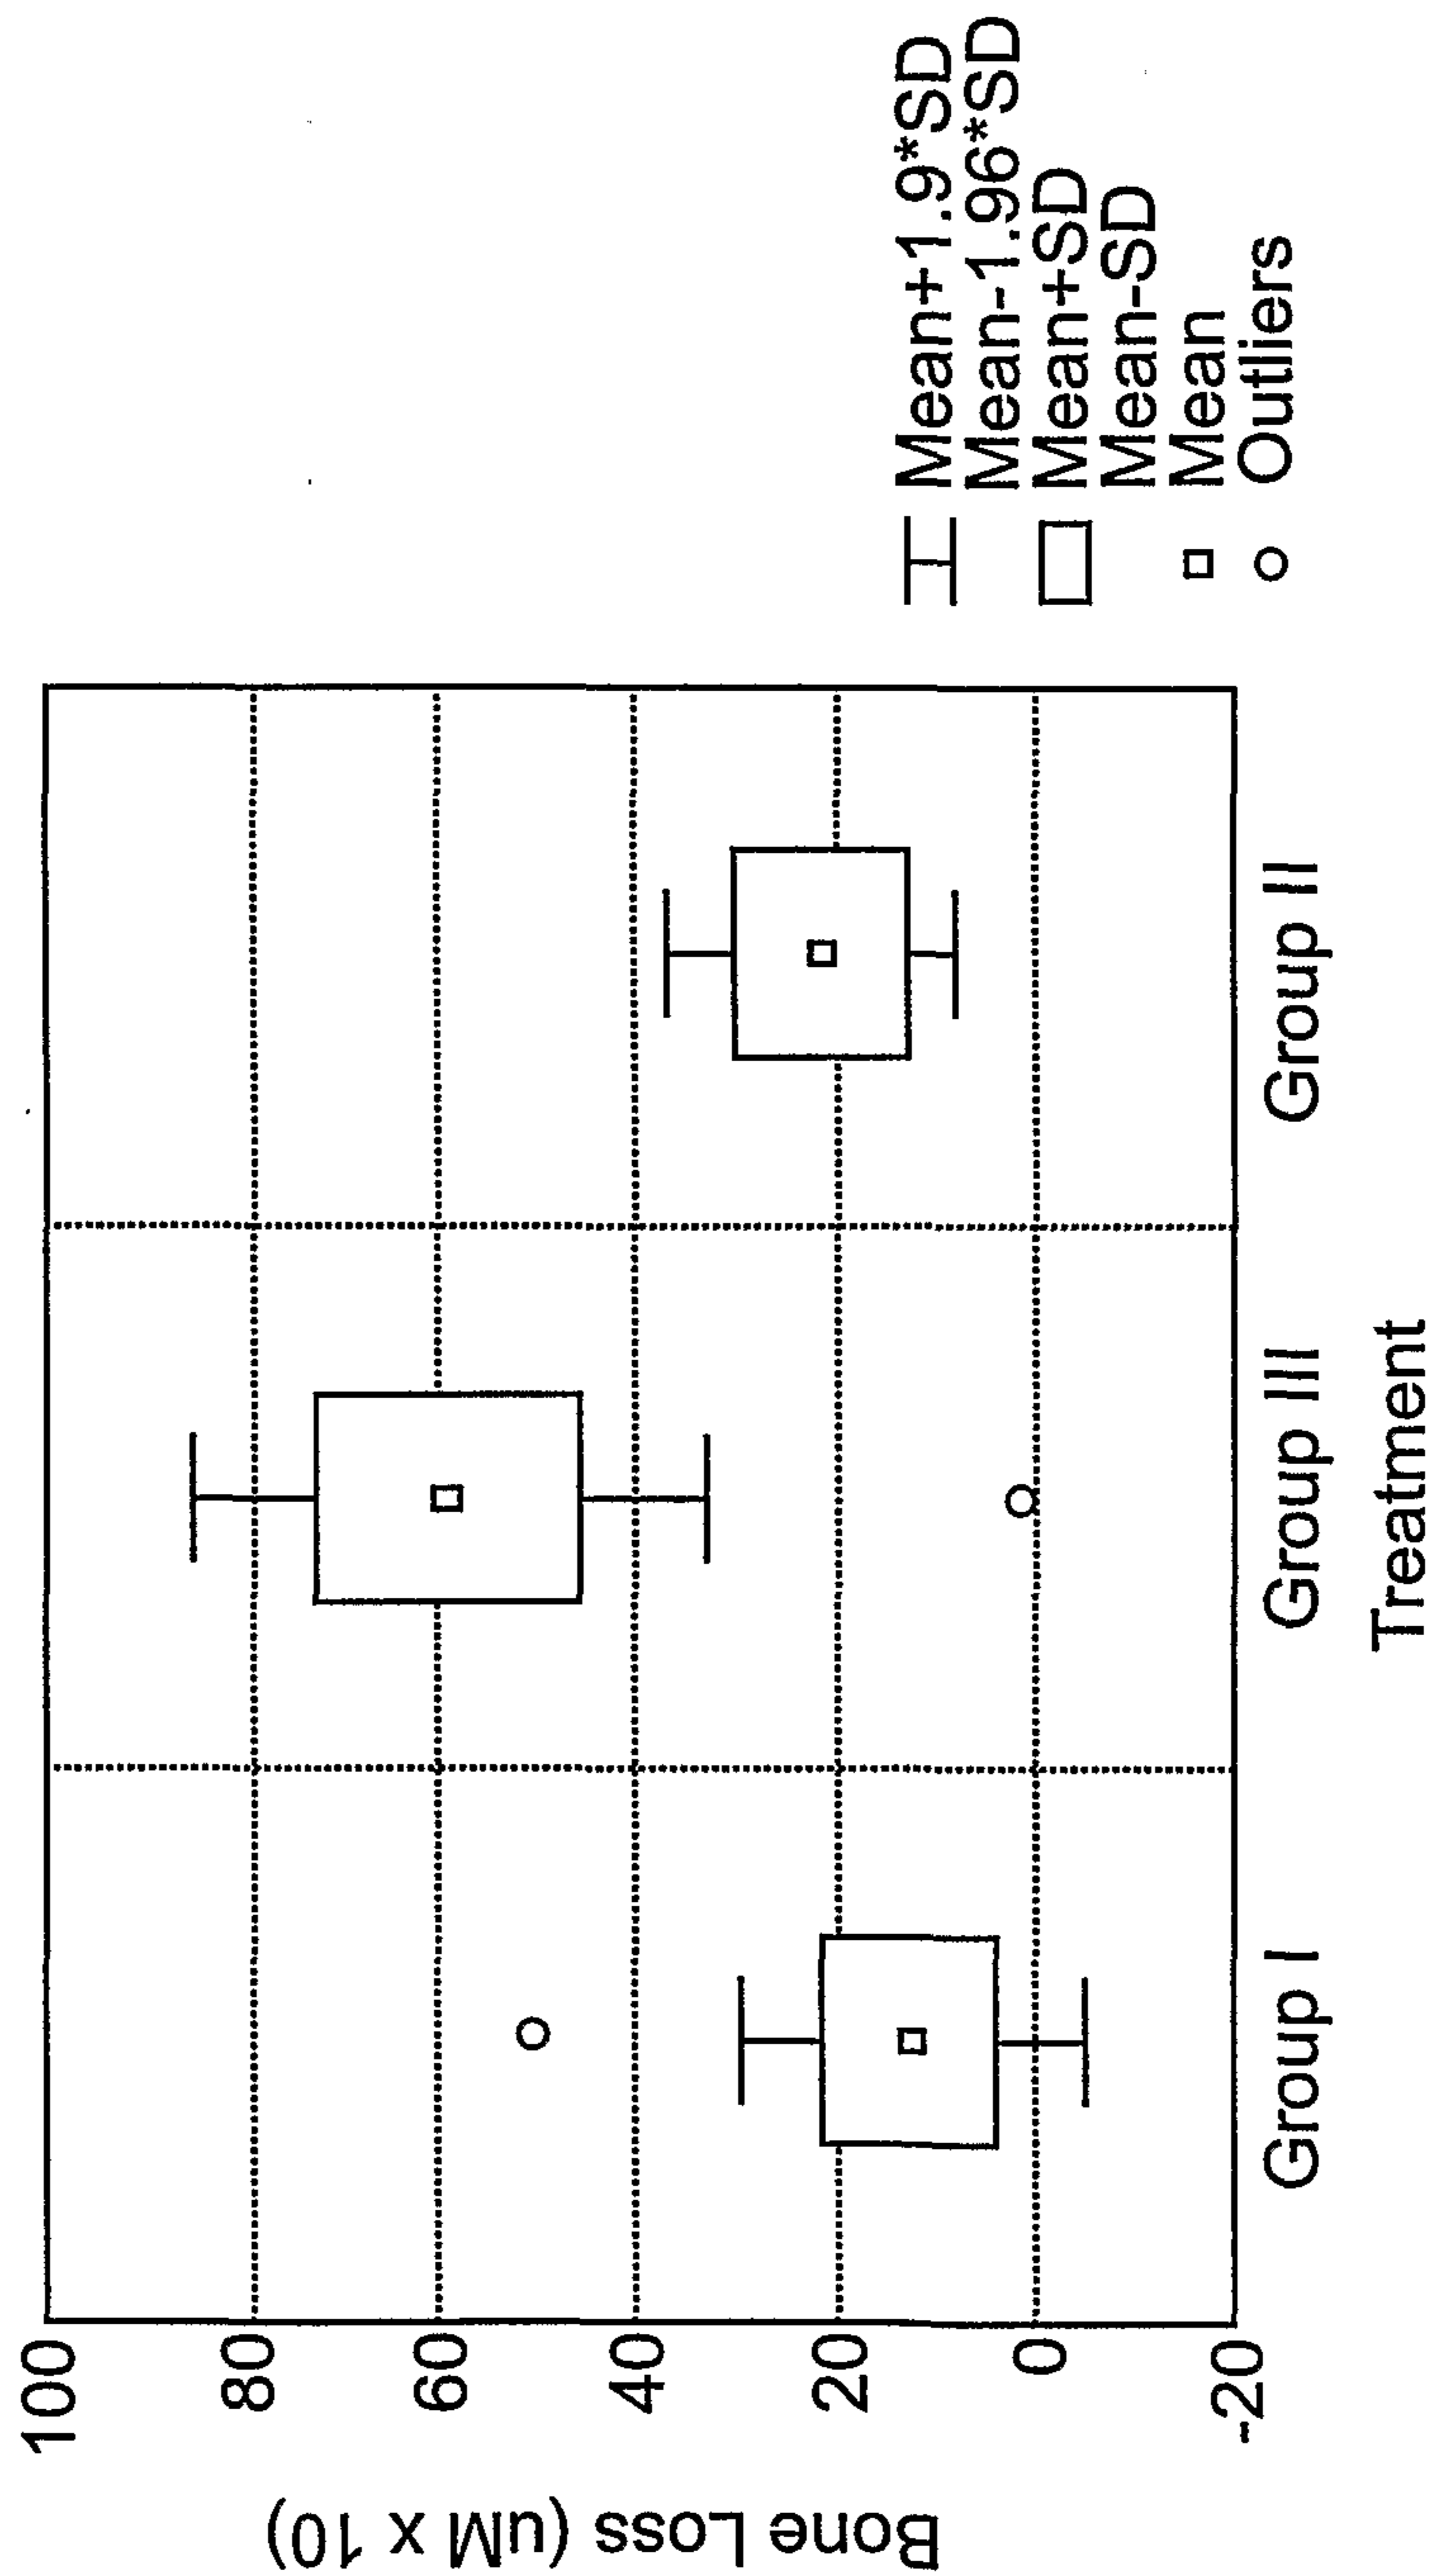 Bone Loss (uM x 10)
100
80
60
40
20
0
-20
Group I
Group III
Group II
Treatment
Mean+1.9*SD
Mean-1.96*SD
Mean+SD
Mean-SD
Mean
Outliers